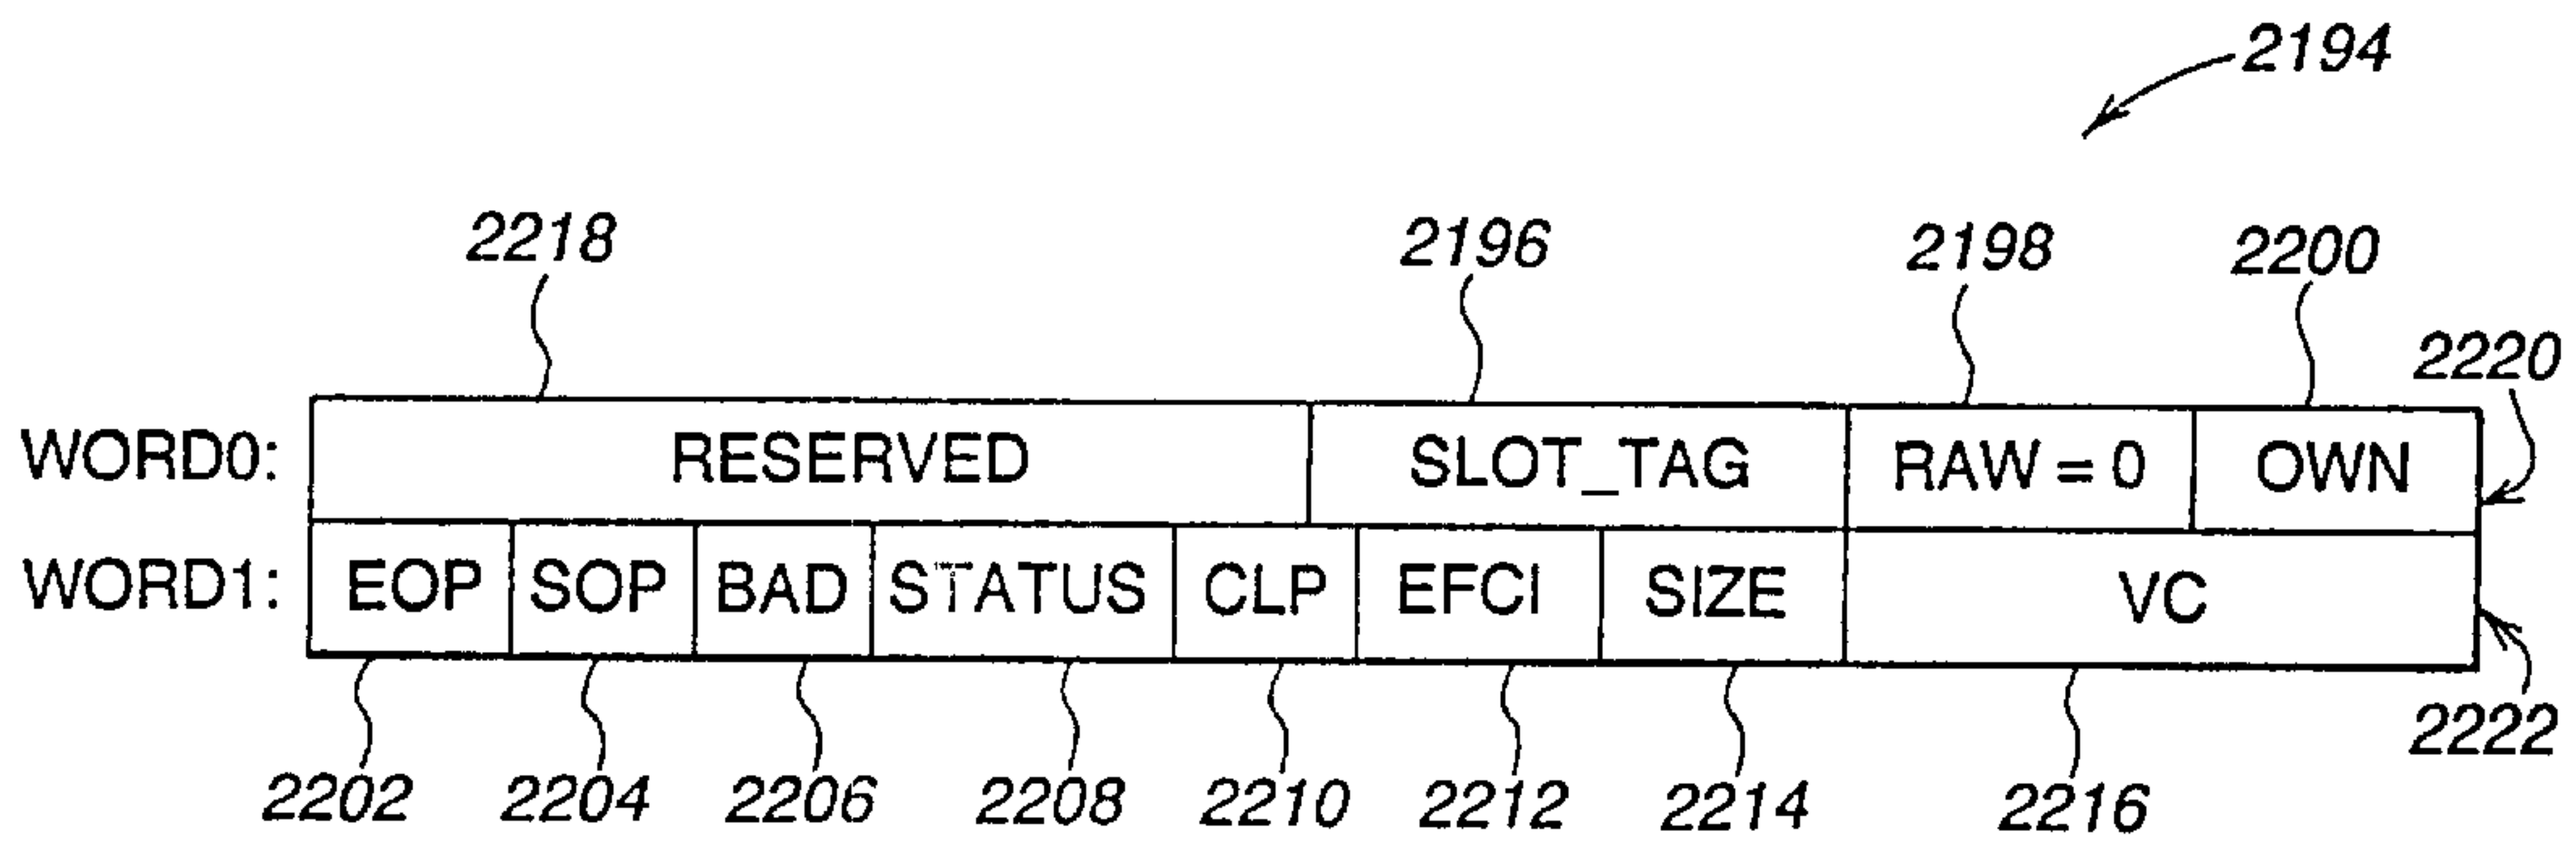 2194
2218 2196 2198 2200
2220
WORD0: RESERVED SLOT_TAG RAW = 0 OWN
WORD1: EOP SOP BAD STATUS CLP EFCI SIZE VC
2222
2202 2204 2206 2208 2210 2212 2214 2216